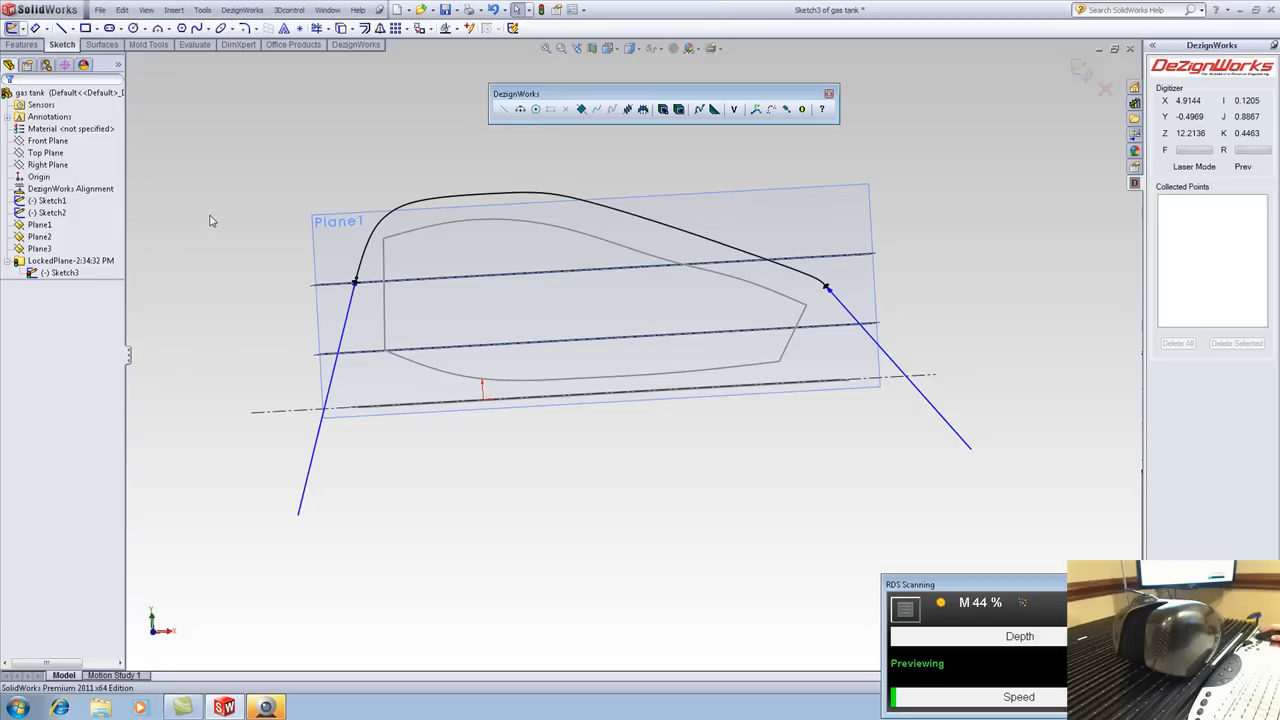 SolidWorks File Edit View Insert Tools DezignWorks 3Dcontrol Window Help Sketch3 of gas tank * Search SolidWorks Help
Features Sketch Surfaces Mold Tools Evaluate DimXpert Office Products DezignWorks
DezignWorks
gas tank (Default<<Default>_D
Sensors
Annotations
Material <not specified>
Front Plane
Top Plane
Right Plane
Origin
DezignWorks Alignment
(-) Sketch1
(-) Sketch2
Plane1
Plane2
Plane3
LockedPlane-2:34:32 PM
(-) Sketch3
DezignWorks
Plane1
DezignWorks
Digitizer
X 4.9144 I 0.1205
Y -0.4969 J 0.8867
Z 12.2136 K 0.4463
F R
Laser Mode Prev
Collected Points
Delete All Delete Selected
Y
X
RDS Scanning
M 44 %
Depth
Previewing
Speed
Model Motion Study 1
SolidWorks Premium 2011 x64 Edition